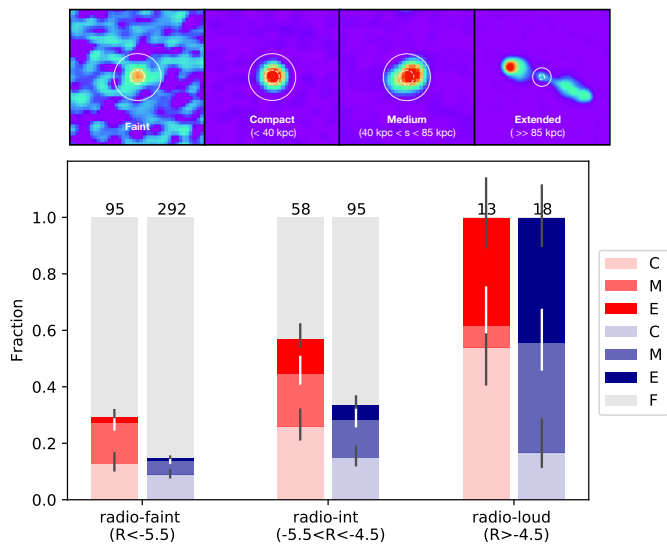 Faint
Compact
(< 40 kpc)
Medium
(40 kpc < s < 85 kpc)
Extended
( >> 85 kpc)
95
292
58
95
13
18
1.0
0.8
0.6
0.4
0.2
0.0
Fraction
C
M
E
C
M
E
F
radio-faint
(R<-5.5)
radio-int
(-5.5<R<-4.5)
radio-loud
(R>-4.5)